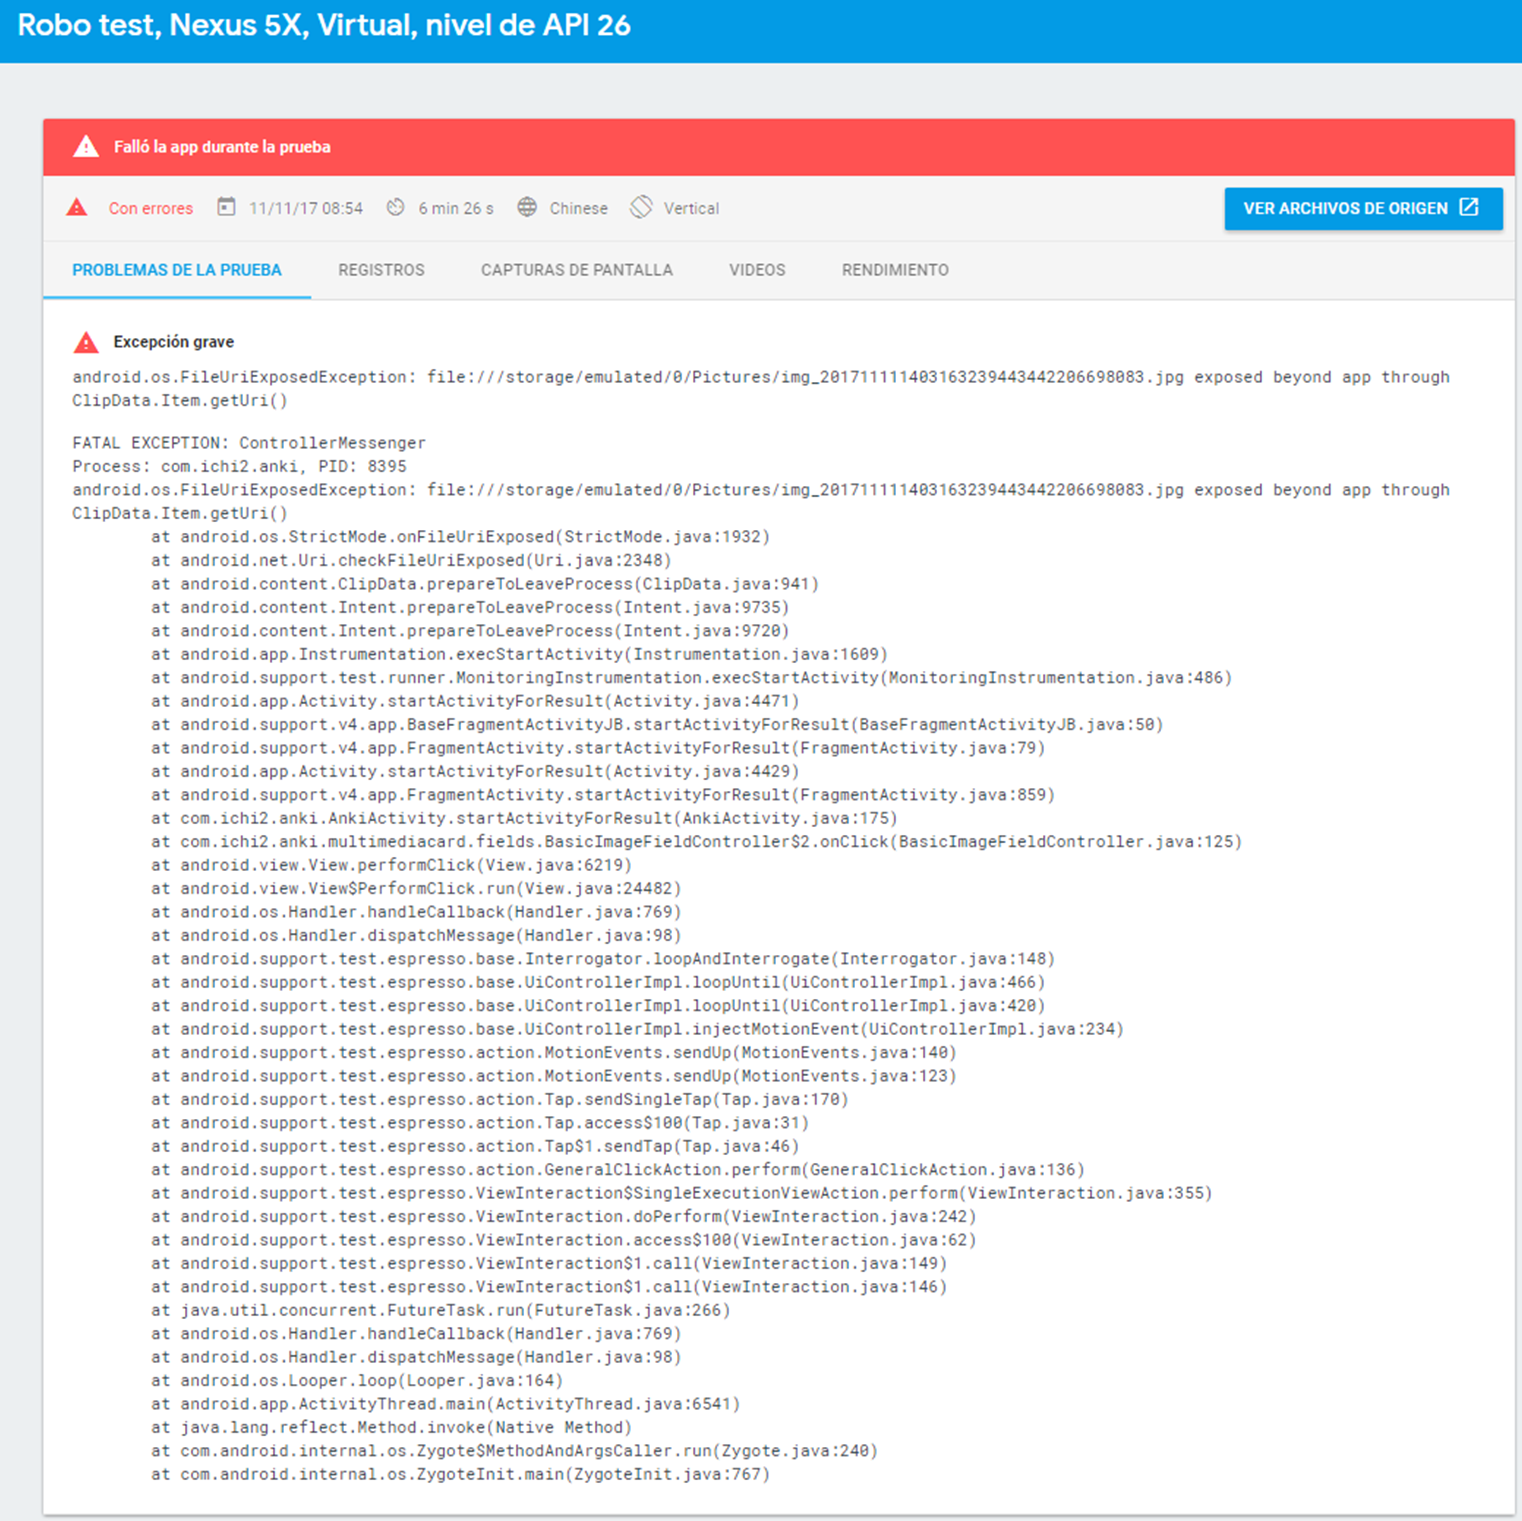 Robo test, Nexus 5X, Virtual, nivel de API 26
Falló la app durante la prueba
Con errores 11/11/17 08:54 6 min 26 s Chinese Vertical VER ARCHIVOS DE ORIGEN
PROBLEMAS DE LA PRUEBA REGISTROS CAPTURAS DE PANTALLA VIDEOS RENDIMIENTO
Excepción grave
android.os.FileUriExposedException: file:///storage/emulated/0/Pictures/img_20171111140316323944344220669808​3.jpg exposed beyond app through
ClipData.Item.getUri()
FATAL EXCEPTION: ControllerMessenger
Process: com.ichi2.anki, PID: 8395
android.os.FileUriExposedException: file:///storage/emulated/0/Pictures/img_201711111403163239443442206698083.jpg exposed beyond app through
ClipData.Item.getUri()
at android.os.StrictMode.onFileUriExposed(StrictMode.java:1932)
at android.net.Uri.checkFileUriExposed(Uri.java:2348)
at android.content.ClipData.prepareToLeaveProcess(ClipData.java:941)
at android.content.Intent.prepareToLeaveProcess(Intent.java:9735)
at android.content.Intent.prepareToLeaveProcess(Intent.java:9720)
at android.app.Instrumentation.execStartActivity(Instrumentation.java:1609)
at android.support.test.runner.MonitoringInstrumentation.execStartActivity(MonitoringInstrumentation.java:486)
at android.app.Activity.startActivityForResult(Activity.java:4471)
at android.support.v4.app.BaseFragmentActivityJB.startActivityForResult(BaseFragmentActivityJB.java:50)
at android.support.v4.app.FragmentActivity.startActivityForResult(FragmentActivity.java:79)
at android.app.Activity.startActivityForResult(Activity.java:4429)
at android.support.v4.app.FragmentActivity.startActivityForResult(FragmentActivity.java:859)
at com.ichi2.anki.AnkiActivity.startActivityForResult(AnkiActivity.java:175)
at com.ichi2.anki.multimediacard.fields.BasicImageFieldController$2.onClick(BasicImageFieldController.java:125)
at android.view.View.performClick(View.java:6219)
at android.view.View$PerformClick.run(View.java:24482)
at android.os.Handler.handleCallback(Handler.java:769)
at android.os.Handler.dispatchMessage(Handler.java:98)
at android.support.test.espresso.base.Interrogator.loopAndInterrogate(Interrogator.java:148)
at android.support.test.espresso.base.UiControllerImpl.loopUntil(UiControllerImpl.java:466)
at android.support.test.espresso.base.UiControllerImpl.loopUntil(UiControllerImpl.java:420)
at android.support.test.espresso.base.UiControllerImpl.injectMotionEvent(UiControllerImpl.java:234)
at android.support.test.espresso.action.MotionEvents.sendUp(MotionEvents.java:140)
at android.support.test.espresso.action.MotionEvents.sendUp(MotionEvents.java:123)
at android.support.test.espresso.action.Tap.sendSingleTap(Tap.java:170)
at android.support.test.espresso.action.Tap.access$100(Tap.java:31)
at android.support.test.espresso.action.Tap$1.sendTap(Tap.java:46)
at android.support.test.espresso.action.GeneralClickAction.perform(GeneralClickAction.java:136)
at android.support.test.espresso.ViewInteraction$SingleExecutionViewAction.perform(ViewInteraction.java:355)
at android.support.test.espresso.ViewInteraction.doPerform(ViewInteraction.java:242)
at android.support.test.espresso.ViewInteraction.access$100(ViewInteraction.java:62)
at android.support.test.espresso.ViewInteraction$1.call(ViewInteraction.java:149)
at android.support.test.espresso.ViewInteraction$1.call(ViewInteraction.java:146)
at java.util.concurrent.FutureTask.run(FutureTask.java:266)
at android.os.Handler.handleCallback(Handler.java:769)
at android.os.Handler.dispatchMessage(Handler.java:98)
at android.os.Looper.loop(Looper.java:164)
at android.app.ActivityThread.main(ActivityThread.java:6541)
at java.lang.reflect.Method.invoke(Native Method)
at com.android.internal.os.Zygote$MethodAndArgsCaller.run(Zygote.java:240)
at com.android.internal.os.ZygoteInit.main(ZygoteInit.java:767)